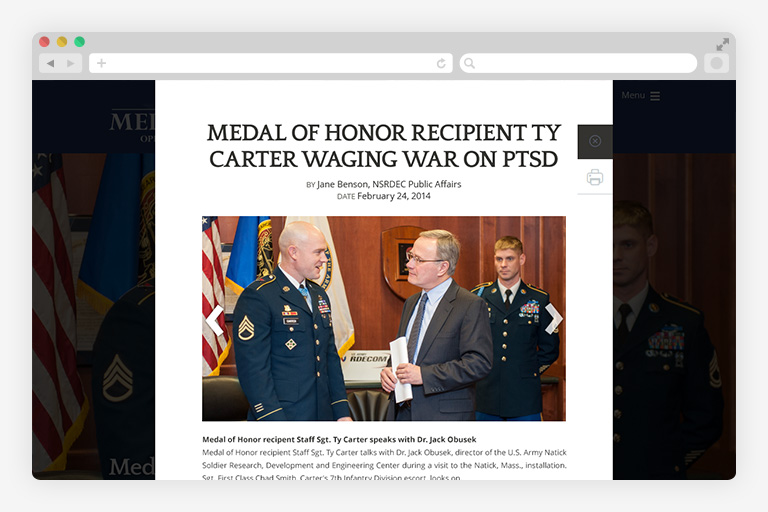 Menu
ME
OPE
MEDAL OF HONOR RECIPIENT TY
CARTER WAGING WAR ON PTSD
BY Jane Benson, NSRDEC Public Affairs
DATE February 24, 2014
RDECOM
Medal of Honor recipent Staff Sgt. Ty Carter speaks with Dr. Jack Obusek
Medal of Honor recipient Staff Sgt. Ty Carter talks with Dr. Jack Obusek, director of the U.S. Army Natick
Soldier Research, Development and Engineering Center during a visit to the Natick, Mass., installation.
Sgt. First Class Chad Smith, Carter's 7th Infantry Division escort, looks on
Med